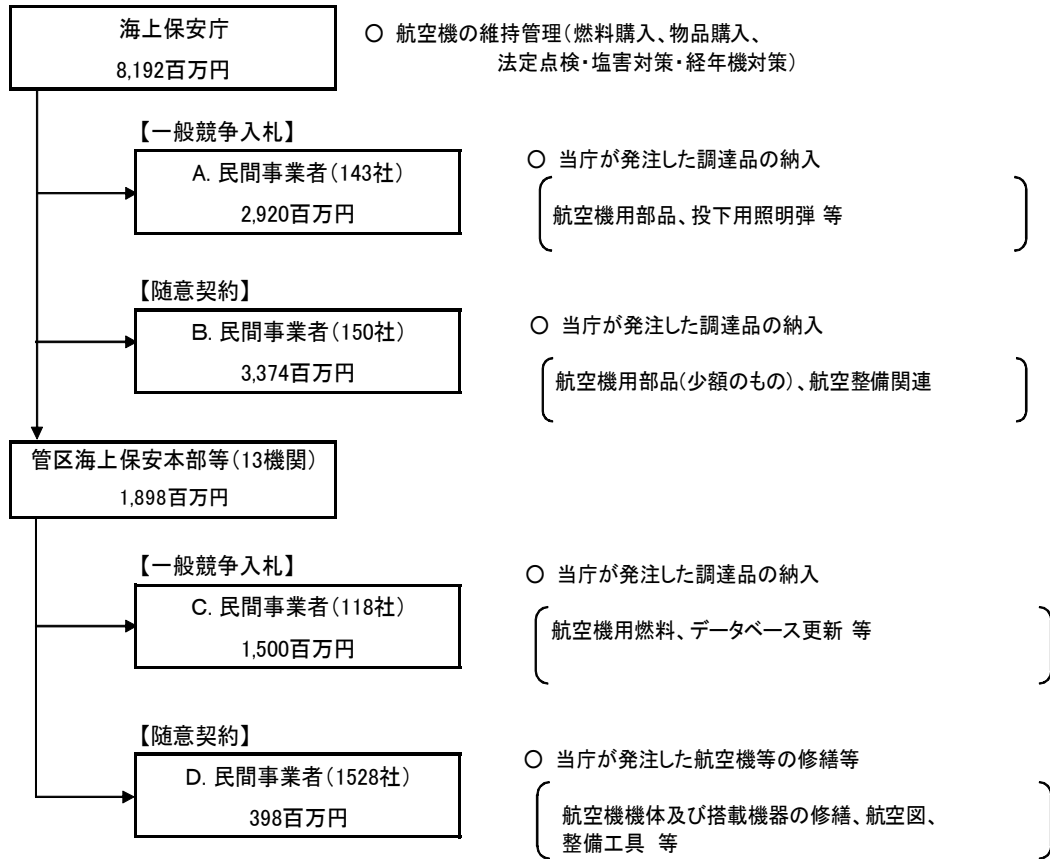 海上保安庁
8,192百万円
○ 航空機の維持管理(燃料購入、物品購入、
法定点検・塩害対策・経年機対策)
【一般競争入札】
A. 民間事業者(143社)
2,920百万円
○ 当庁が発注した調達品の納入
航空機用部品、投下用照明弾 等
【随意契約】
B. 民間事業者(150社)
3,374百万円
○ 当庁が発注した調達品の納入
航空機用部品(少額のもの)、航空整備関連
管区海上保安本部等(13機関)
1,898百万円
【一般競争入札】
C. 民間事業者(118社)
1,500百万円
○ 当庁が発注した調達品の納入
航空機用燃料、データベース更新 等
【随意契約】
D. 民間事業者(1528社)
398百万円
○ 当庁が発注した航空機等の修繕等
航空機機体及び搭載機器の修繕、航空図、
整備工具 等